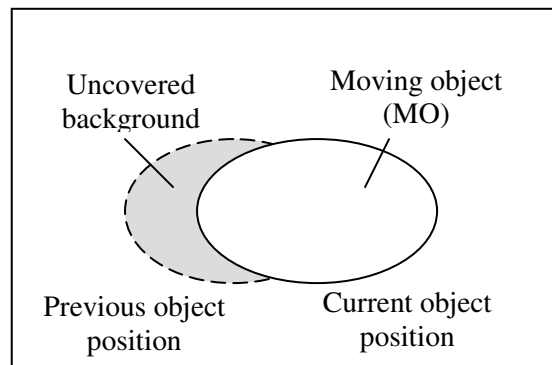 Uncovered
background
Moving object
(MO)
Previous object
position
Current object
position